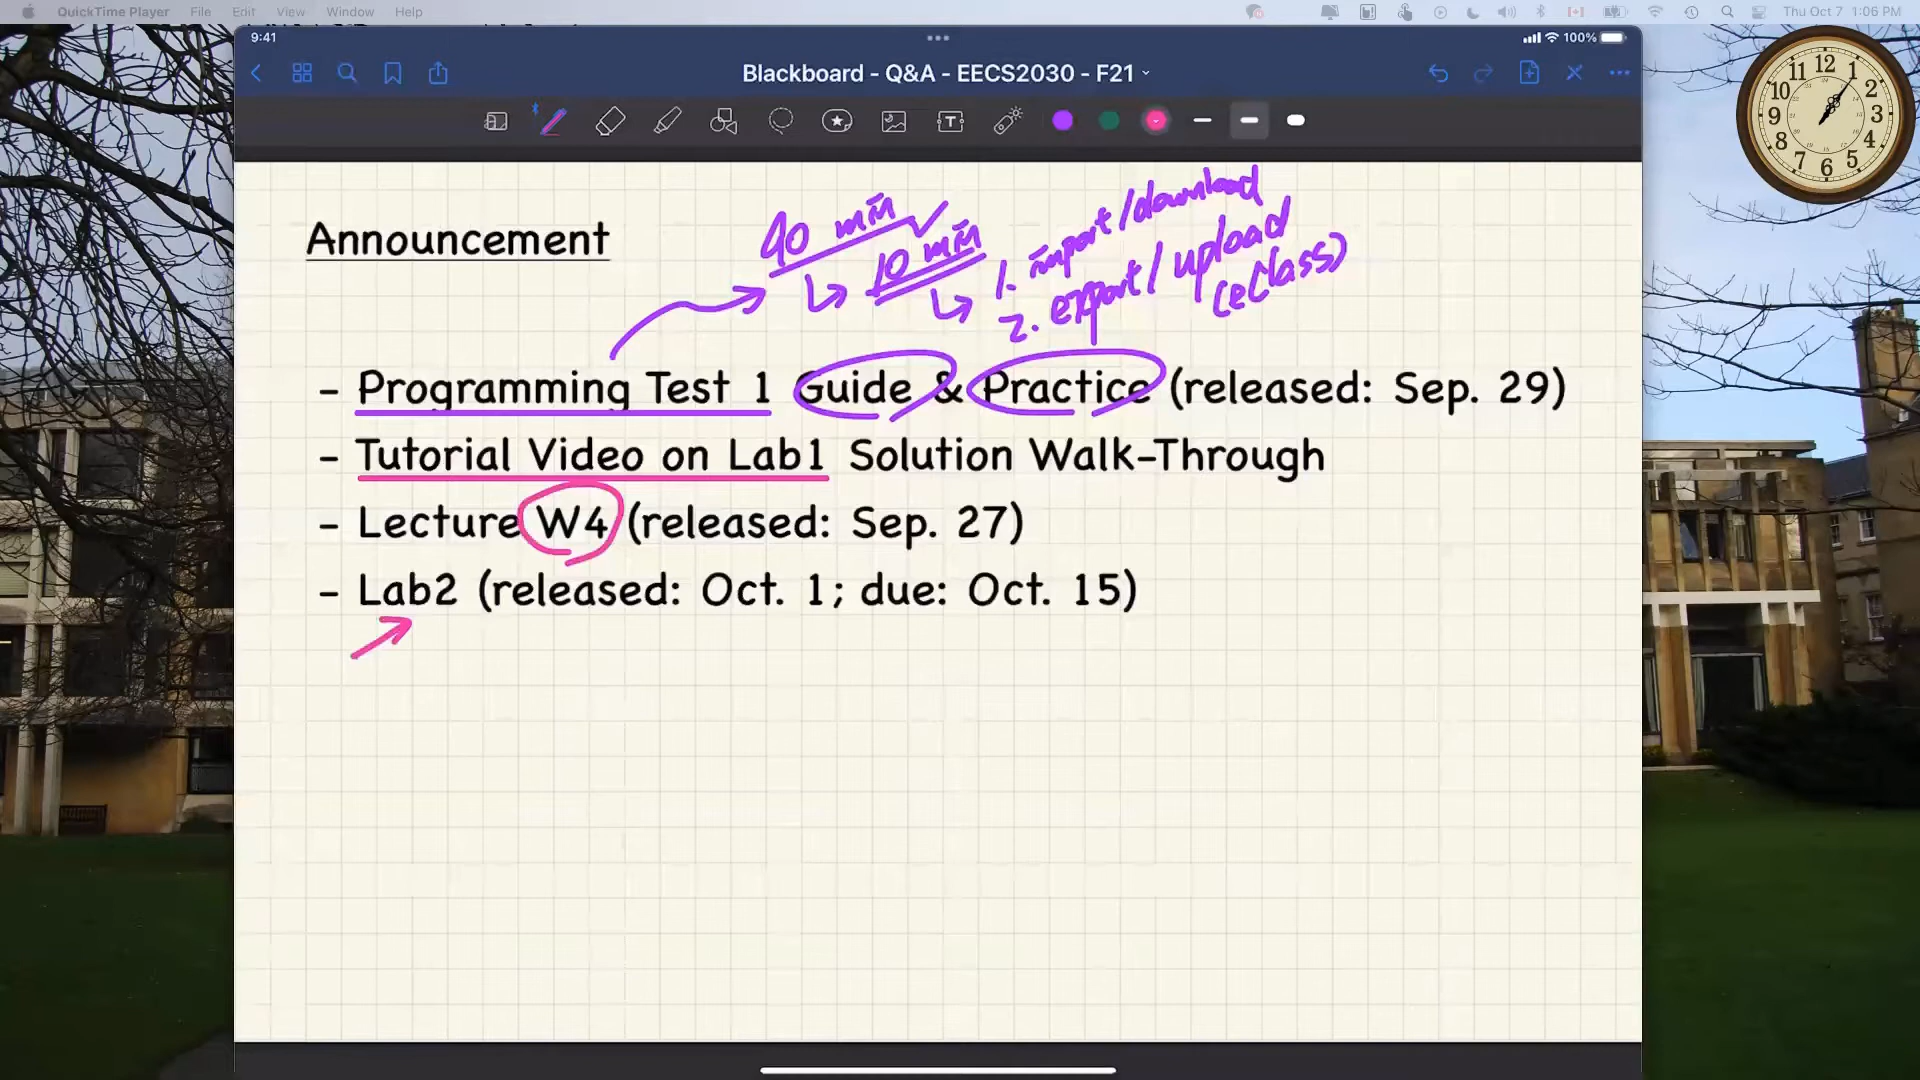 QuickTime Player File Edit View Window Help Thu Oct 7 1:06 PM
9:41 100%
Blackboard - Q&A - EECS2030 - F21
Announcement
90 min
10 min
1. import/download
2. export/upload
(eClass)
- Programming Test 1 Guide & Practice (released: Sep. 29)
- Tutorial Video on Lab1 Solution Walk-Through
- Lecture W4 (released: Sep. 27)
- Lab2 (released: Oct. 1; due: Oct. 15)
12 1 2 3 4 5 6 7 8 9 10 11